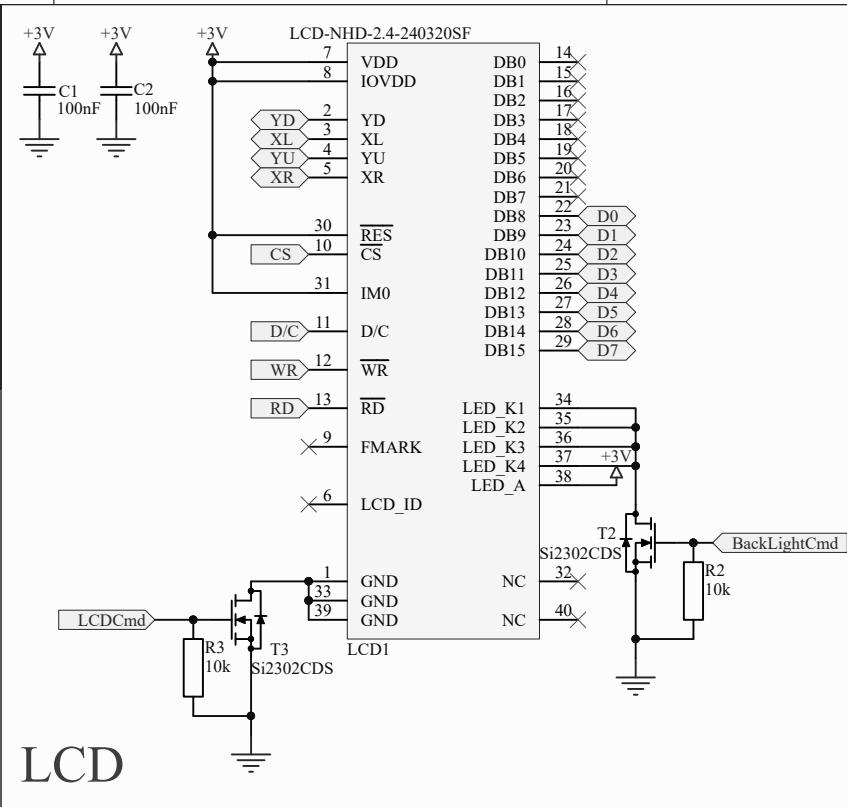 +3V
+3V
+3V
LCD-NHD-2.4-240320SF
C1
100nF
C2
100nF
7 VDD
8 IOVDD
YD 2 YD
XL 3 XL
YU 4 YU
XR 5 XR
30 RES
CS 10 CS
31 IM0
D/C 11 D/C
WR 12 WR
RD 13 RD
9 FMARK
6 LCD_ID
1 GND
33 GND
39 GND
DB0 14
DB1 15
DB2 16
DB3 17
DB4 18
DB5 19
DB6 20
DB7 21
DB8 22 D0
DB9 23 D1
DB10 24 D2
DB11 25 D3
DB12 26 D4
DB13 27 D5
DB14 28 D6
DB15 29 D7
LED_K1 34
LED_K2 35
LED_K3 36
LED_K4 37
LED_A 38
+3V
NC 32
NC 40
T2
Si2302CDS
BackLightCmd
R2
10k
LCDCmd
R3
10k
T3
Si2302CDS
LCD1
LCD